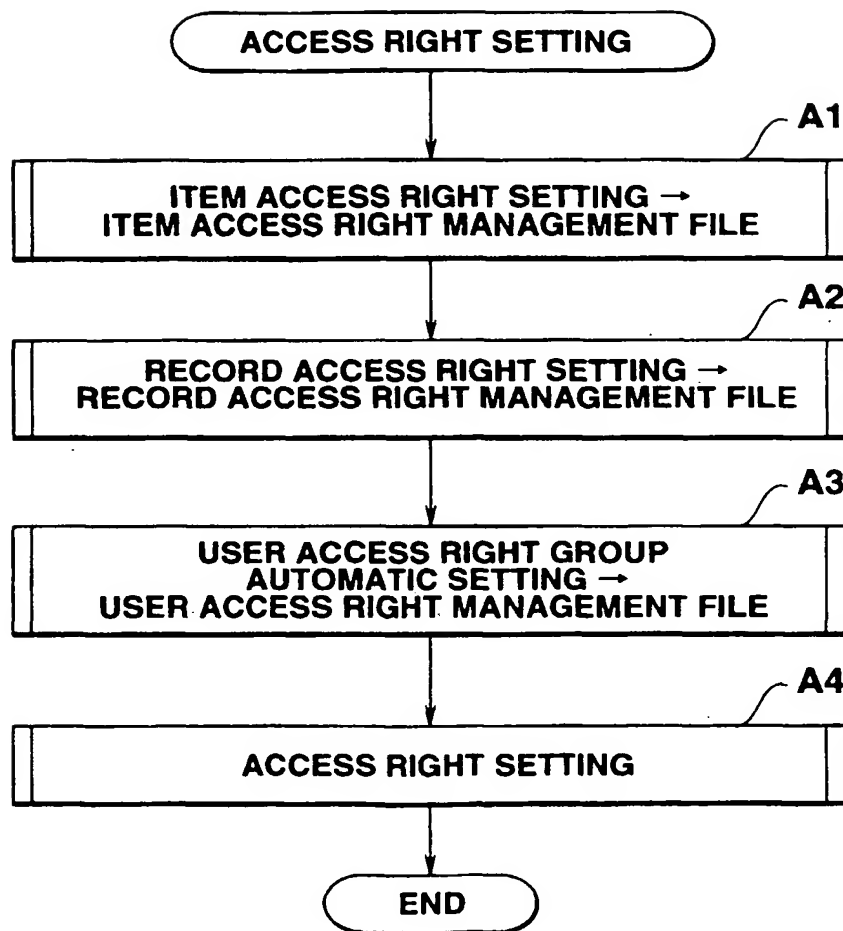 ACCESS RIGHT SETTING
A1
ITEM ACCESS RIGHT SETTING →
ITEM ACCESS RIGHT MANAGEMENT FILE
A2
RECORD ACCESS RIGHT SETTING →
RECORD ACCESS RIGHT MANAGEMENT FILE
A3
USER ACCESS RIGHT GROUP
AUTOMATIC SETTING →
USER ACCESS RIGHT MANAGEMENT FILE
A4
ACCESS RIGHT SETTING
END